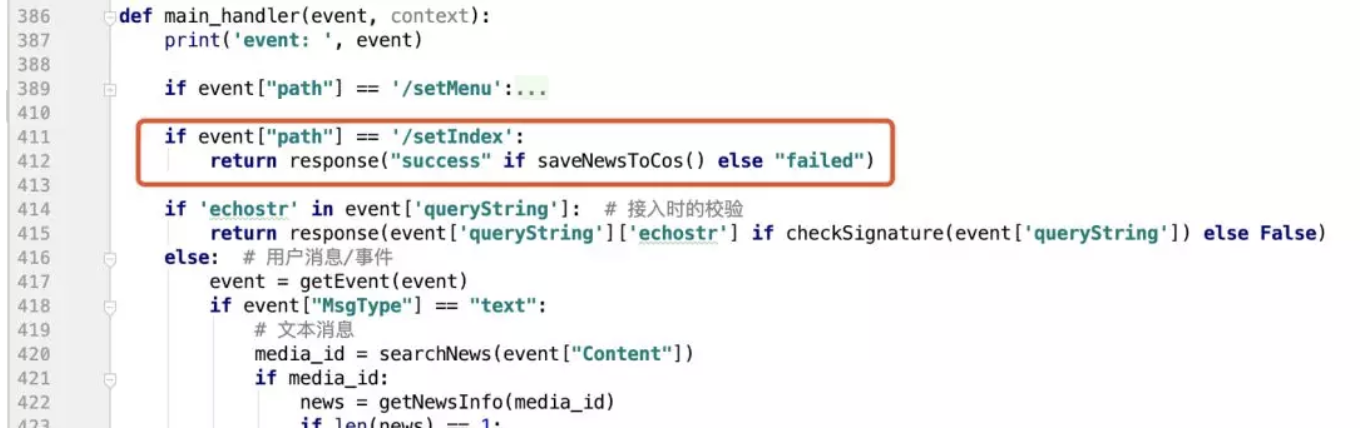 386 def main_handler(event, context):
387 print('event: ', event)
388
389 if event["path"] == '/setMenu':...
410
411 if event["path"] == '/setIndex':
412 return response("success" if saveNewsToCos() else "failed")
413
414 if 'echostr' in event['queryString']:  # 接入时的校验
415 return response(event['queryString']['echostr'] if checkSignature(event['queryString']) else False)
416 else:  # 用户消息/事件
417 event = getEvent(event)
418 if event["MsgType"] == "text":
419 # 文本消息
420 media_id = searchNews(event["Content"])
421 if media_id:
422 news = getNewsInfo(media_id)
423 if len(news) == 1: